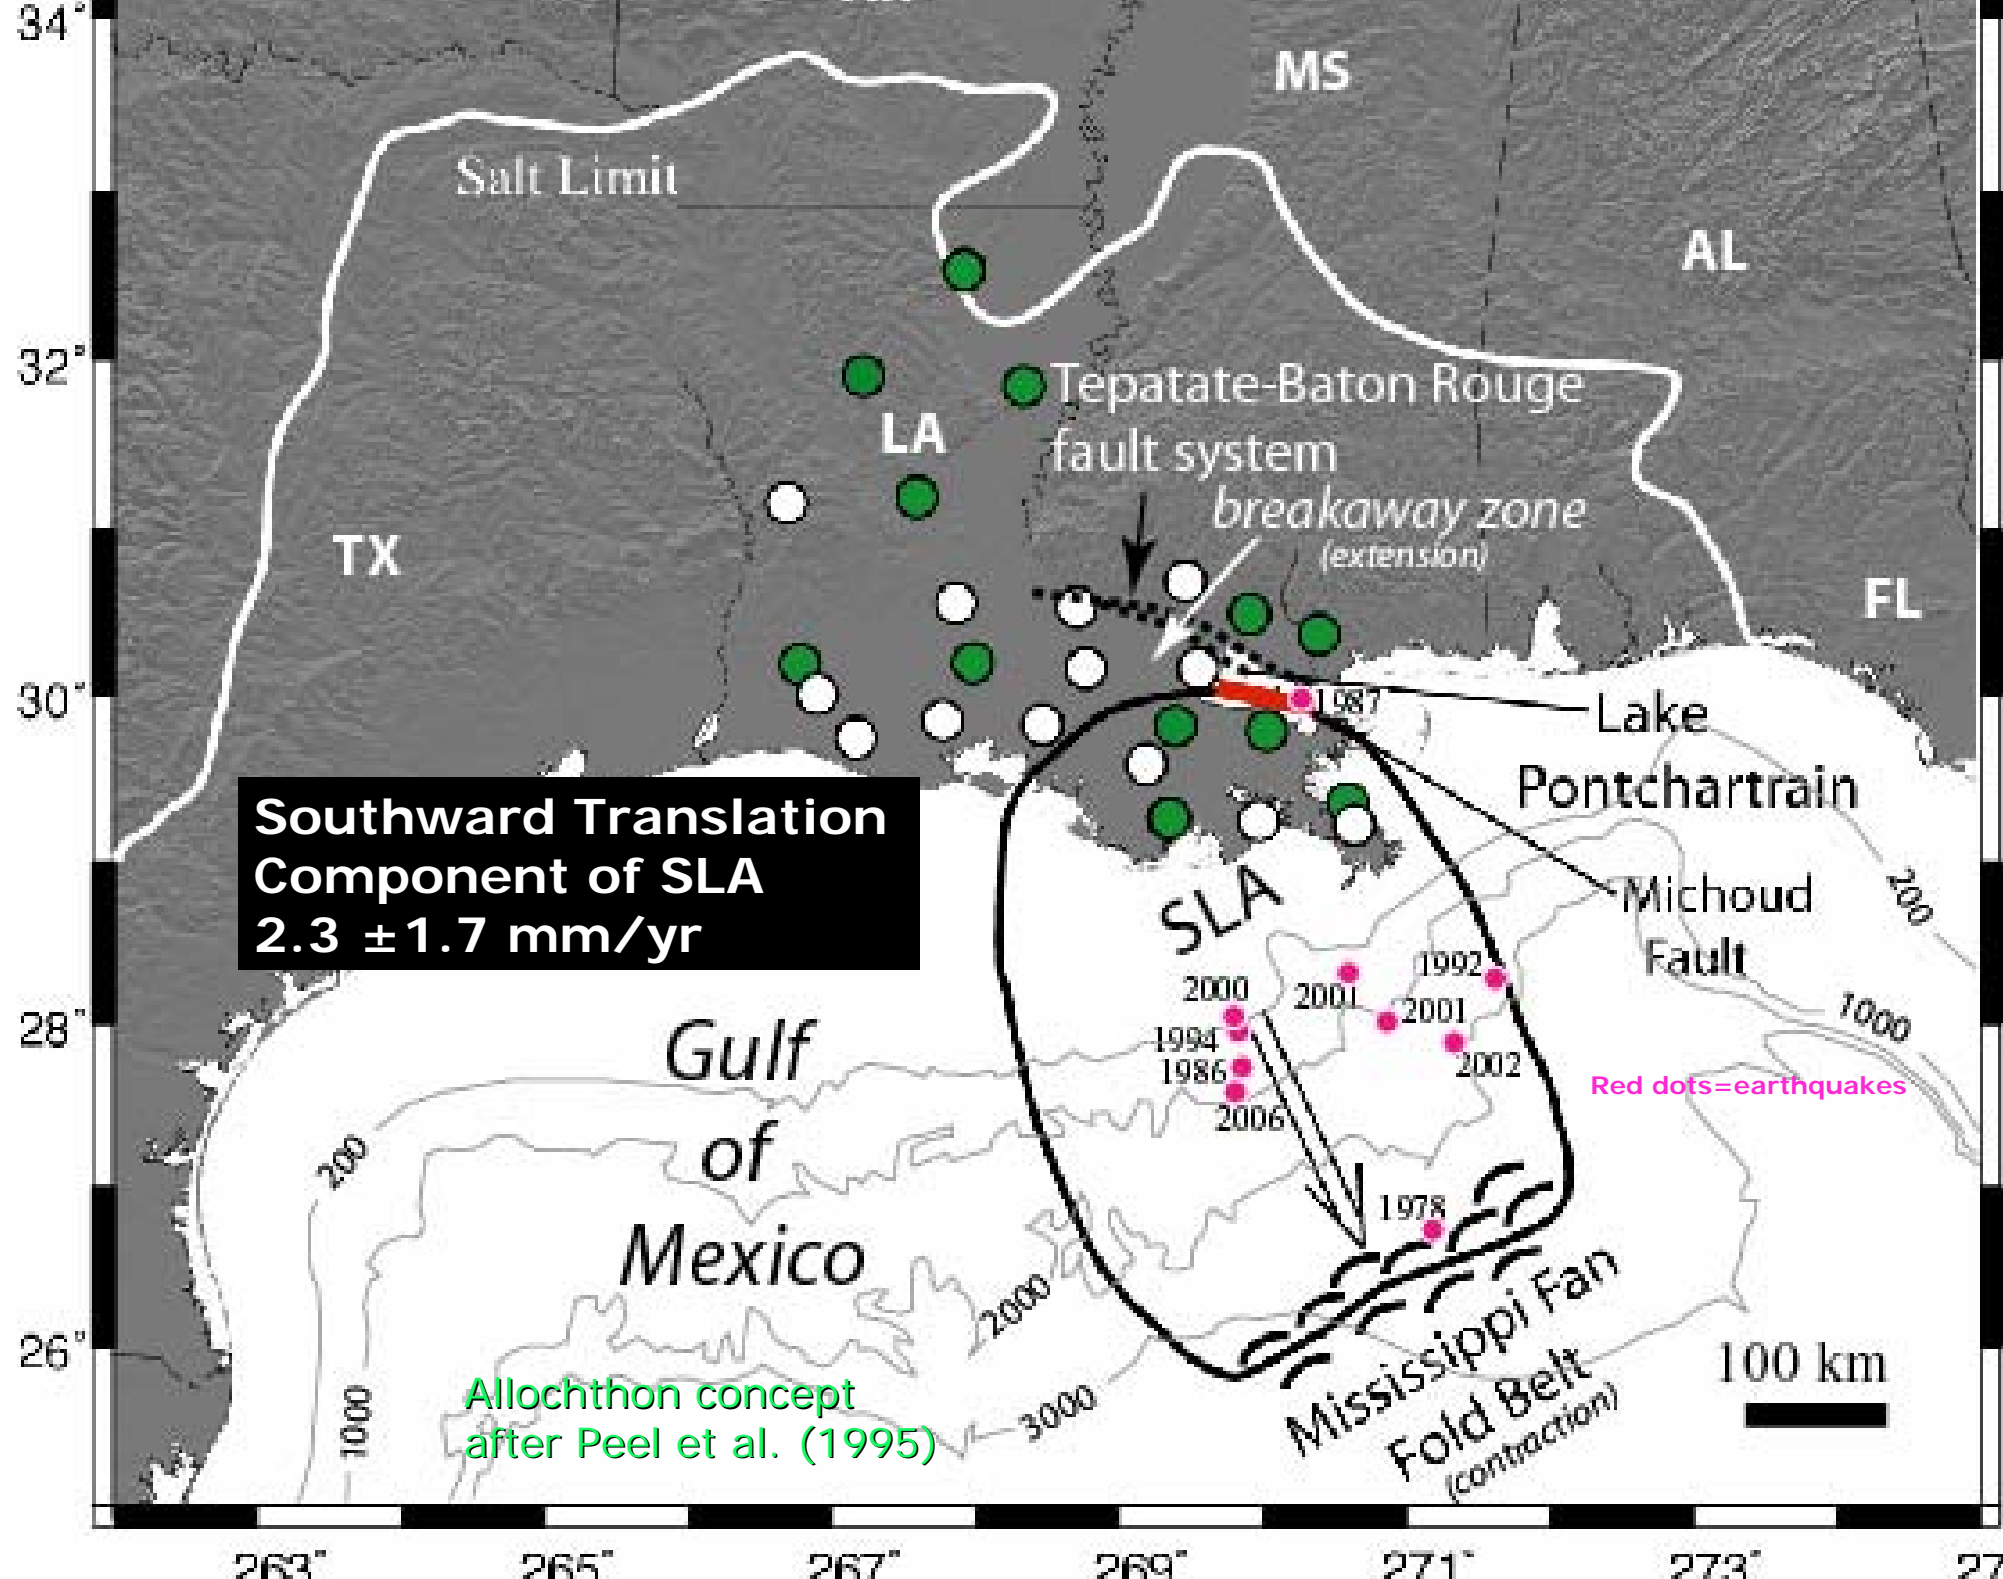 34°
MS
Salt Limit
AL
32°
Tepatate-Baton Rouge
fault system
LA
breakaway zone
(extension)
TX
FL
30°
1987
Lake
Pontchartrain
Southward Translation
Component of SLA
2.3 ±1.7 mm/yr
SLA
Michoud
Fault
200
1992
2000
2001
2001
1000
28°
Gulf
of
Mexico
1994
1986
2002
2006
Red dots=earthquakes
200
1978
2000
Mississippi Fan
Fold Belt
(contraction)
26°
100 km
Allochthon concept
after Peel et al. (1995)
1000
3000
263°
265°
267°
269°
271°
273°
27